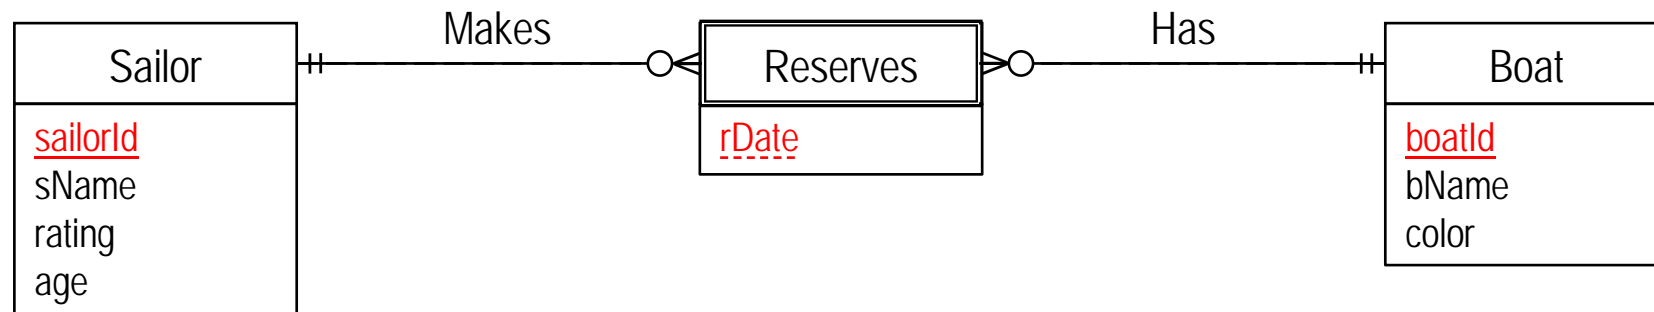 Makes
Has
Sailor
Reserves
Boat
sailorId
sName
rating
age
rDate
boatId
bName
color